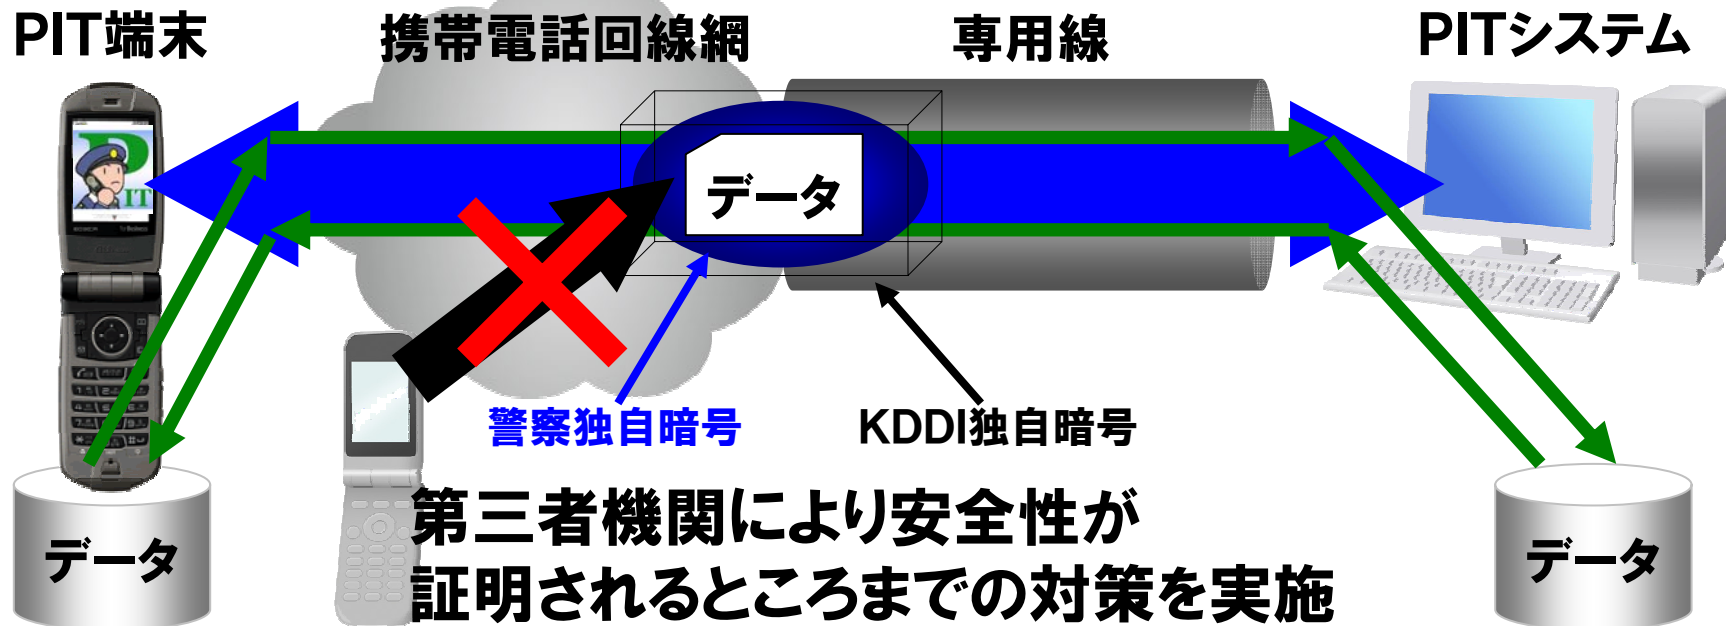 PIT端末
携帯電話回線網
専用線
PITシステム
P
IT
データ
警察独自暗号
KDDI独自暗号
第三者機関により安全性が
証明されるところまでの対策を実施
データ
データ